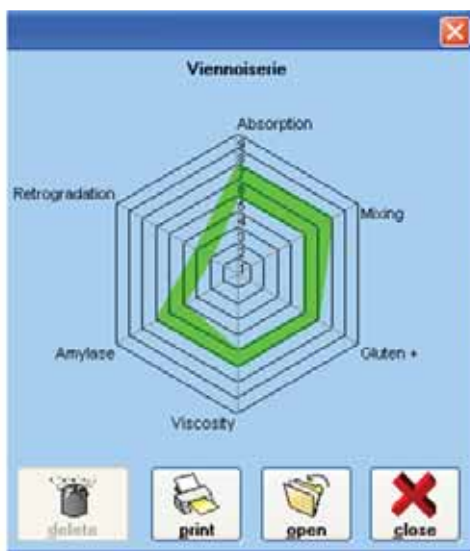 Viennoiserie
Absorption
Retrogradation
Mixing
Amylase
Gluten +
Viscosity
delete
print
open
close